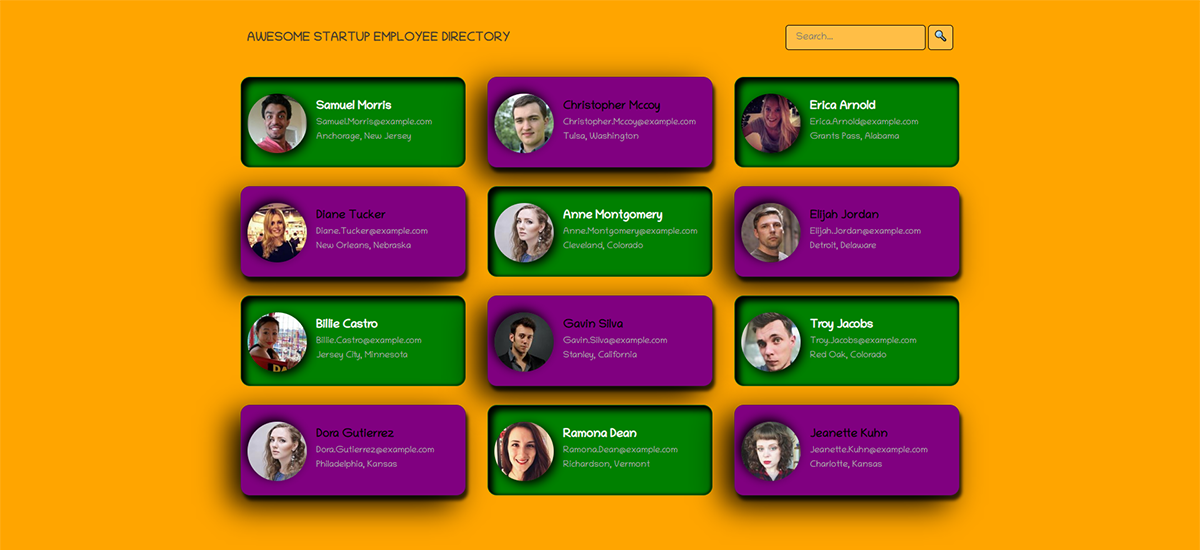 AWESOME STARTUP EMPLOYEE DIRECTORY
Search...
Samuel Morris
Samuel.Morris@example.com
Anchorage, New Jersey
Christopher Mccoy
Christopher.Mccoy@example.com
Tulsa, Washington
Erica Arnold
Erica.Arnold@example.com
Grants Pass, Alabama
Diane Tucker
Diane.Tucker@example.com
New Orleans, Nebraska
Anne Montgomery
Anne.Montgomery@example.com
Cleveland, Colorado
Elijah Jordan
Elijah.Jordan@example.com
Detroit, Delaware
Billie Castro
Billie.Castro@example.com
Jersey City, Minnesota
Gavin Silva
Gavin.Silva@example.com
Stanley, California
Troy Jacobs
Troy.Jacobs@example.com
Red Oak, Colorado
Dora Gutierrez
Dora.Gutierrez@example.com
Philadelphia, Kansas
Ramona Dean
Ramona.Dean@example.com
Richardson, Vermont
Jeanette Kuhn
Jeanette.Kuhn@example.com
Charlotte, Kansas